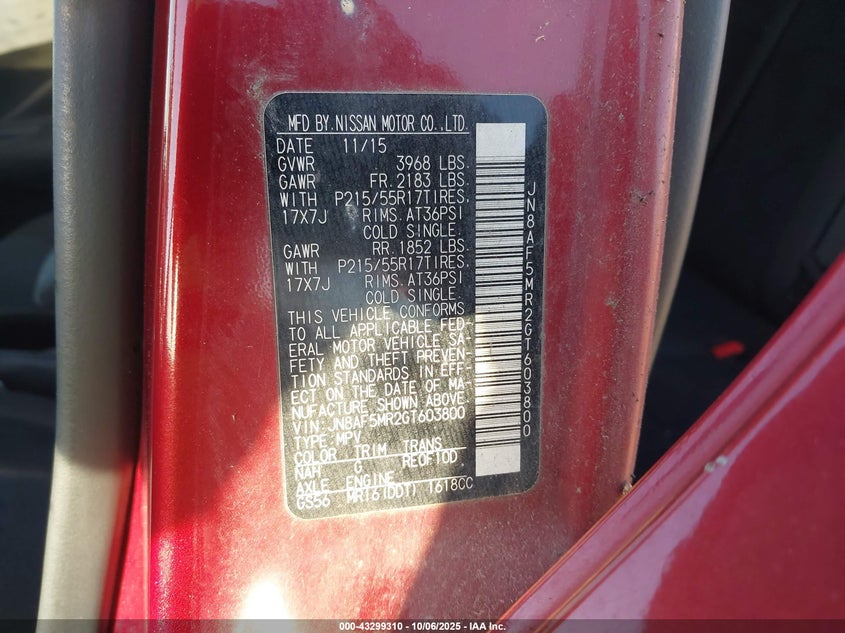 MFD BY NISSAN MOTOR CO.,LTD.
DATE 11/15
GVWR 3968 LBS.
GAWR FR. 2183 LBS.
WITH P215/55R17TIRES,
17X7J RIMS, AT36PSI
COLD SINGLE.
GAWR RR. 1852 LBS.
WITH P215/55R17TIRES,
17X7J RIMS, AT36PSI
COLD SINGLE.
THIS VEHICLE CONFORMS
TO ALL APPLICABLE FED-
ERAL MOTOR VEHICLE SA-
FETY AND THEFT PREVEN-
TION STANDARDS IN EFF-
ECT ON THE DATE OF MA-
NUFACTURE SHOWN ABOVE.
VIN: JN8AF5MR2GT603800
TYPE: MPV
COLOR TRIM TRANS
NAH G RE0F10D
AXLE ENGINE
GS56 MR16(DDT) 1618CC
JN8AF5MR2GT603800
000-43299310 - 10/06/2025 - IAA Inc.